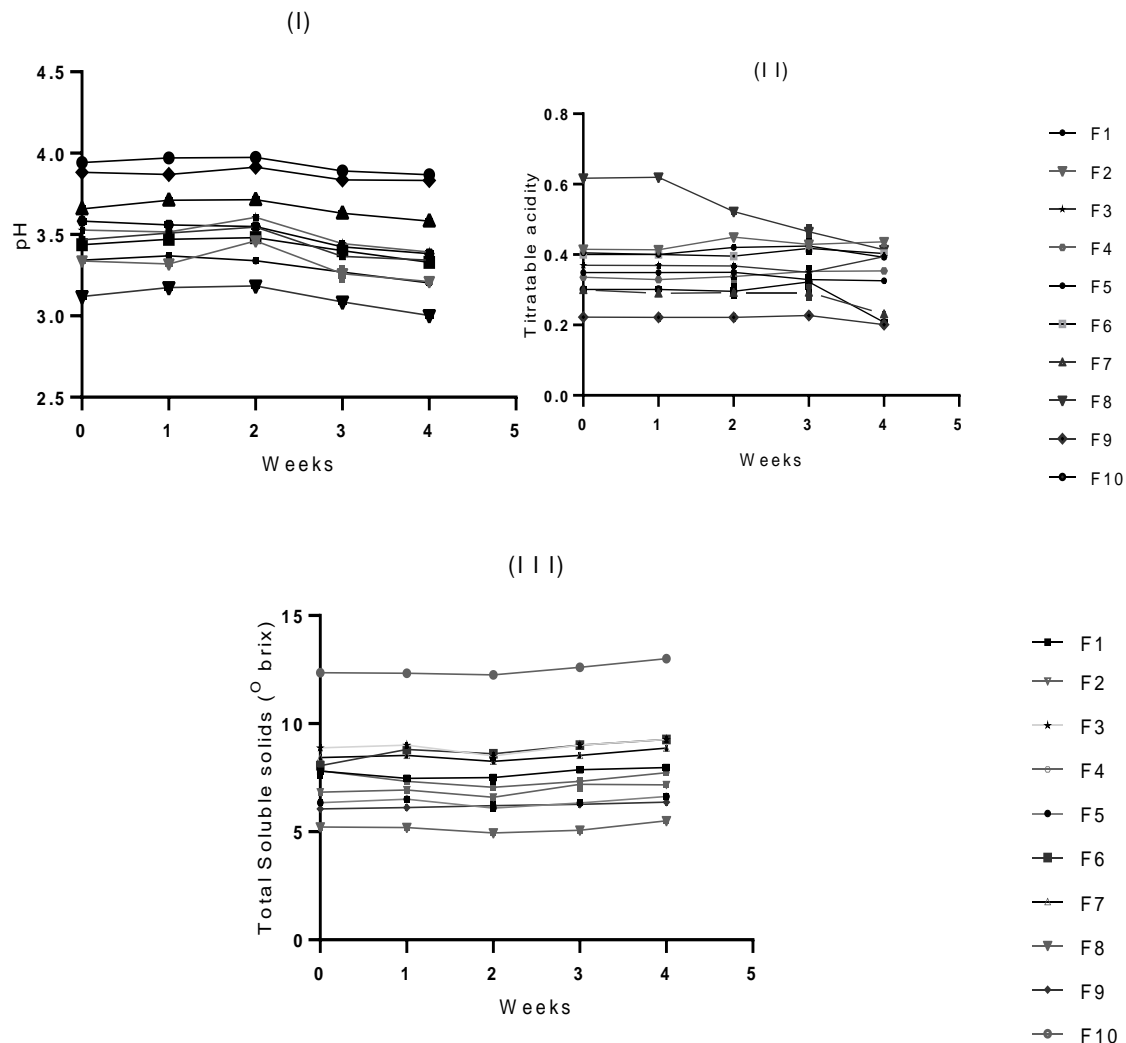 (I)
4.5
4.0
3.5
3.0
2.5
pH
0 1 2 3 4 5
Weeks
(II)
0.8
0.6
0.4
0.2
0.0
Titratable acidity
0 1 2 3 4 5
Weeks
F1
F2
F3
F4
F5
F6
F7
F8
F9
F10
(III)
15
10
5
0
Total Soluble solids (O brix)
0 1 2 3 4 5
Weeks
F1
F2
F3
F4
F5
F6
F7
F8
F9
F10